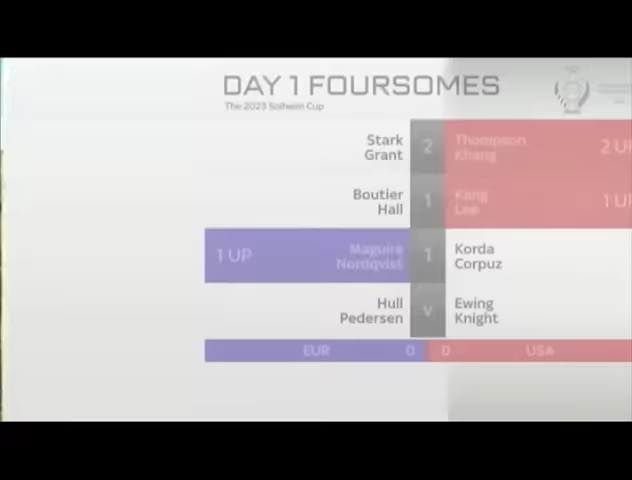 DAY 1 FOURSOMES
The 2023 Solheim Cup
Stark Grant 2 Thompson Khang 2 UP
Boutier Hall 1 Kang Lee 1 UP
1 UP Maguire Nordqvist 1 Korda Corpuz
Hull Pedersen v Ewing Knight
EUR 0 0 USA